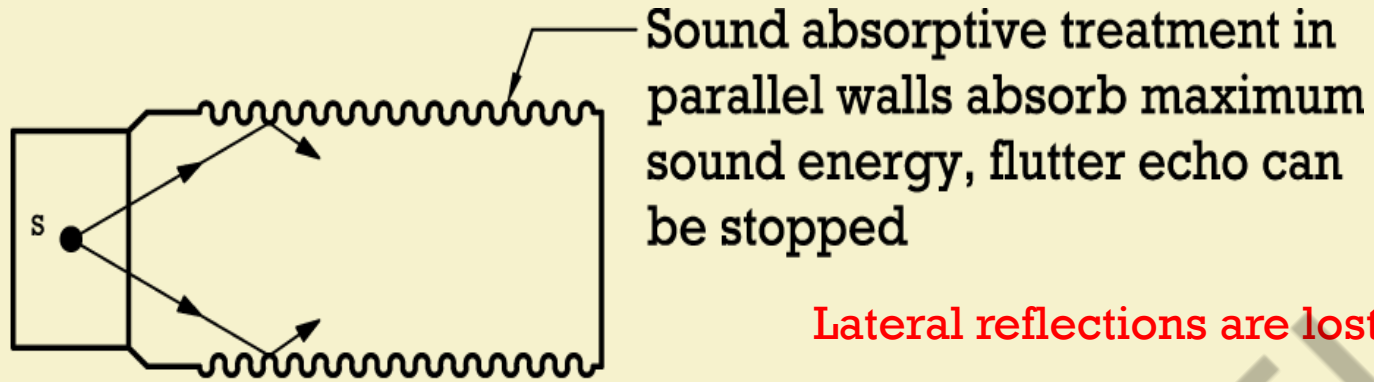 Sound absorptive treatment in
parallel walls absorb maximum
sound energy, flutter echo can
be stopped
S
Lateral reflections are lost